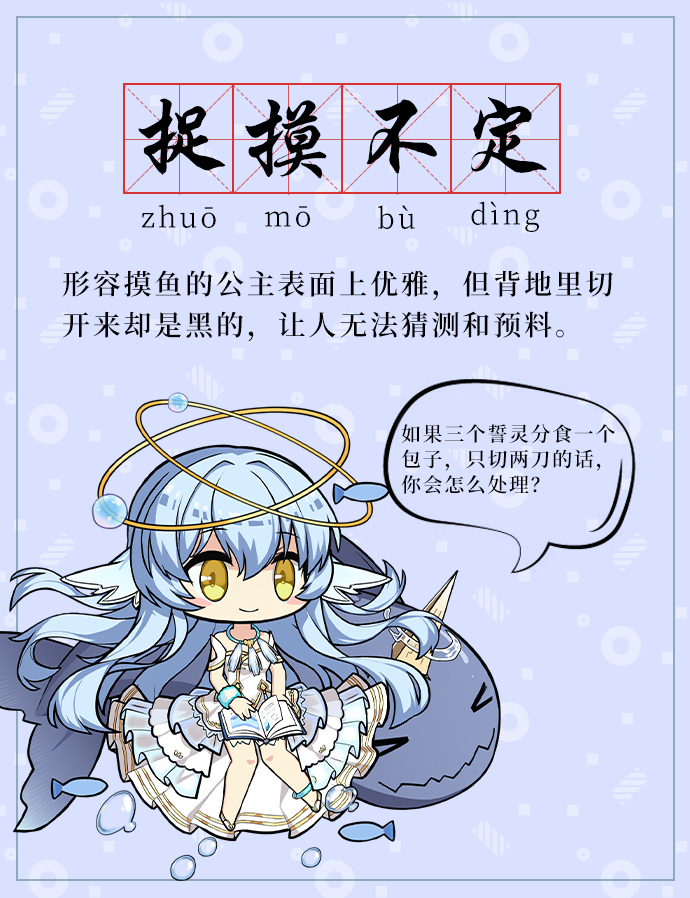 捉摸不定
zhuō mō bù dìng
形容摸鱼的公主表面上优雅，但背地里切
开来却是黑的，让人无法猜测和预料。
如果三个誓灵分食一个
包子，只切两刀的话，
你会怎么处理？